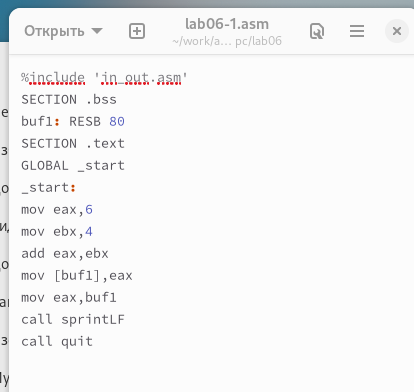 Открыть
lab06-1.asm
~/work/a... pc/lab06
%include 'in_out.asm'
SECTION .bss
buf1: RESB 80
SECTION .text
GLOBAL _start
_start:
mov eax,6
mov ebx,4
add eax,ebx
mov [buf1],eax
mov eax,buf1
call sprintLF
call quit